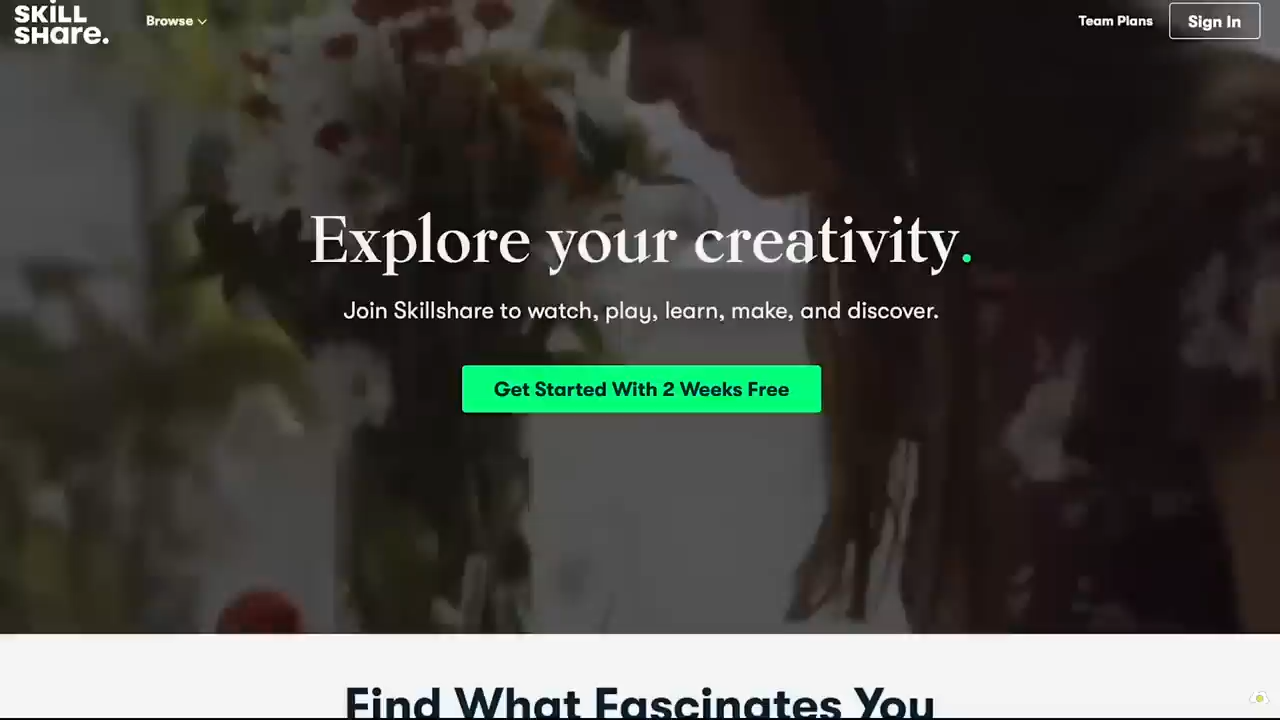 SKiLL
SHare.
Browse
Team Plans
Sign In
Explore your creativity.
Join Skillshare to watch, play, learn, make, and discover.
Get Started With 2 Weeks Free
Find What Fascinates You